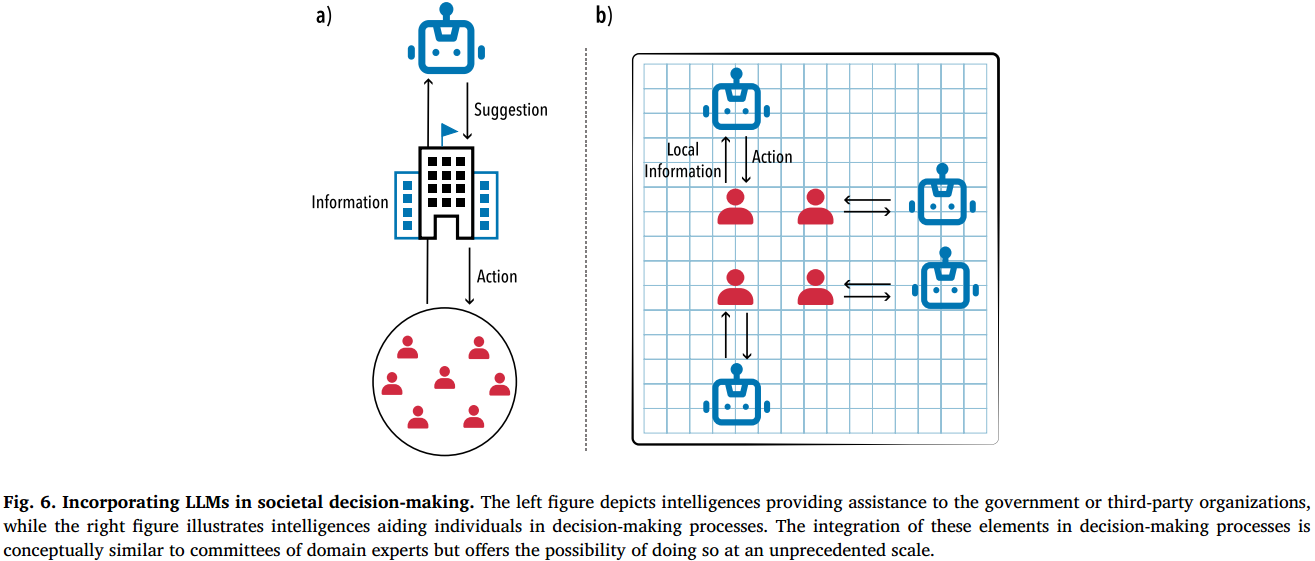 a)
Suggestion
Information
Action
b)
Local
Information
Action
Fig. 6. Incorporating LLMs in societal decision-making. The left figure depicts intelligences providing assistance to the government or third-party organizations,
while the right figure illustrates intelligences aiding individuals in decision-making processes. The integration of these elements in decision-making processes is
conceptually similar to committees of domain experts but offers the possibility of doing so at an unprecedented scale.